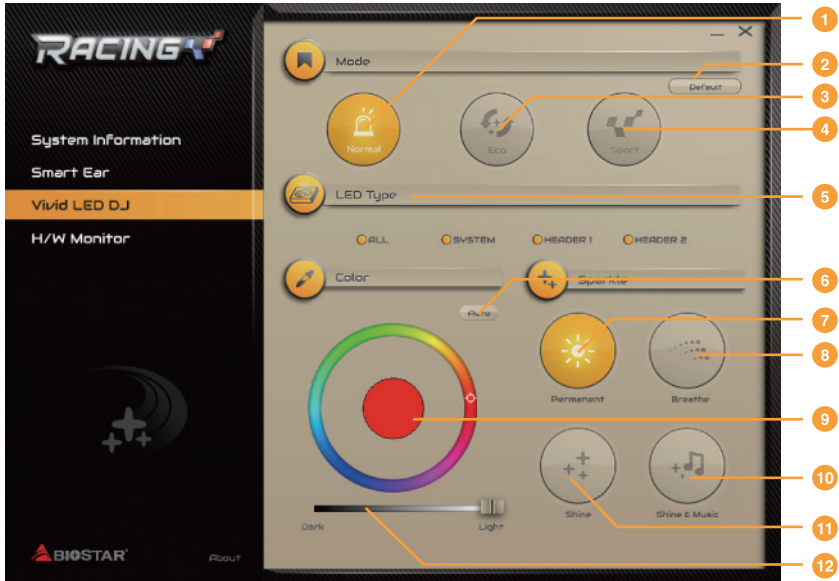 RACING
System Information
Smart Ear
Vivid LED DJ
H/W Monitor
BIOSTAR
About
Mode
Default
Normal
Eco
Sport
LED Type
ALL
SYSTEM
HEADER 1
HEADER 2
Color
Auto
Sparkle
Permanent
Breathe
Shine
Shine & Music
Dark
Light
1
2
3
4
5
6
7
8
9
10
11
12